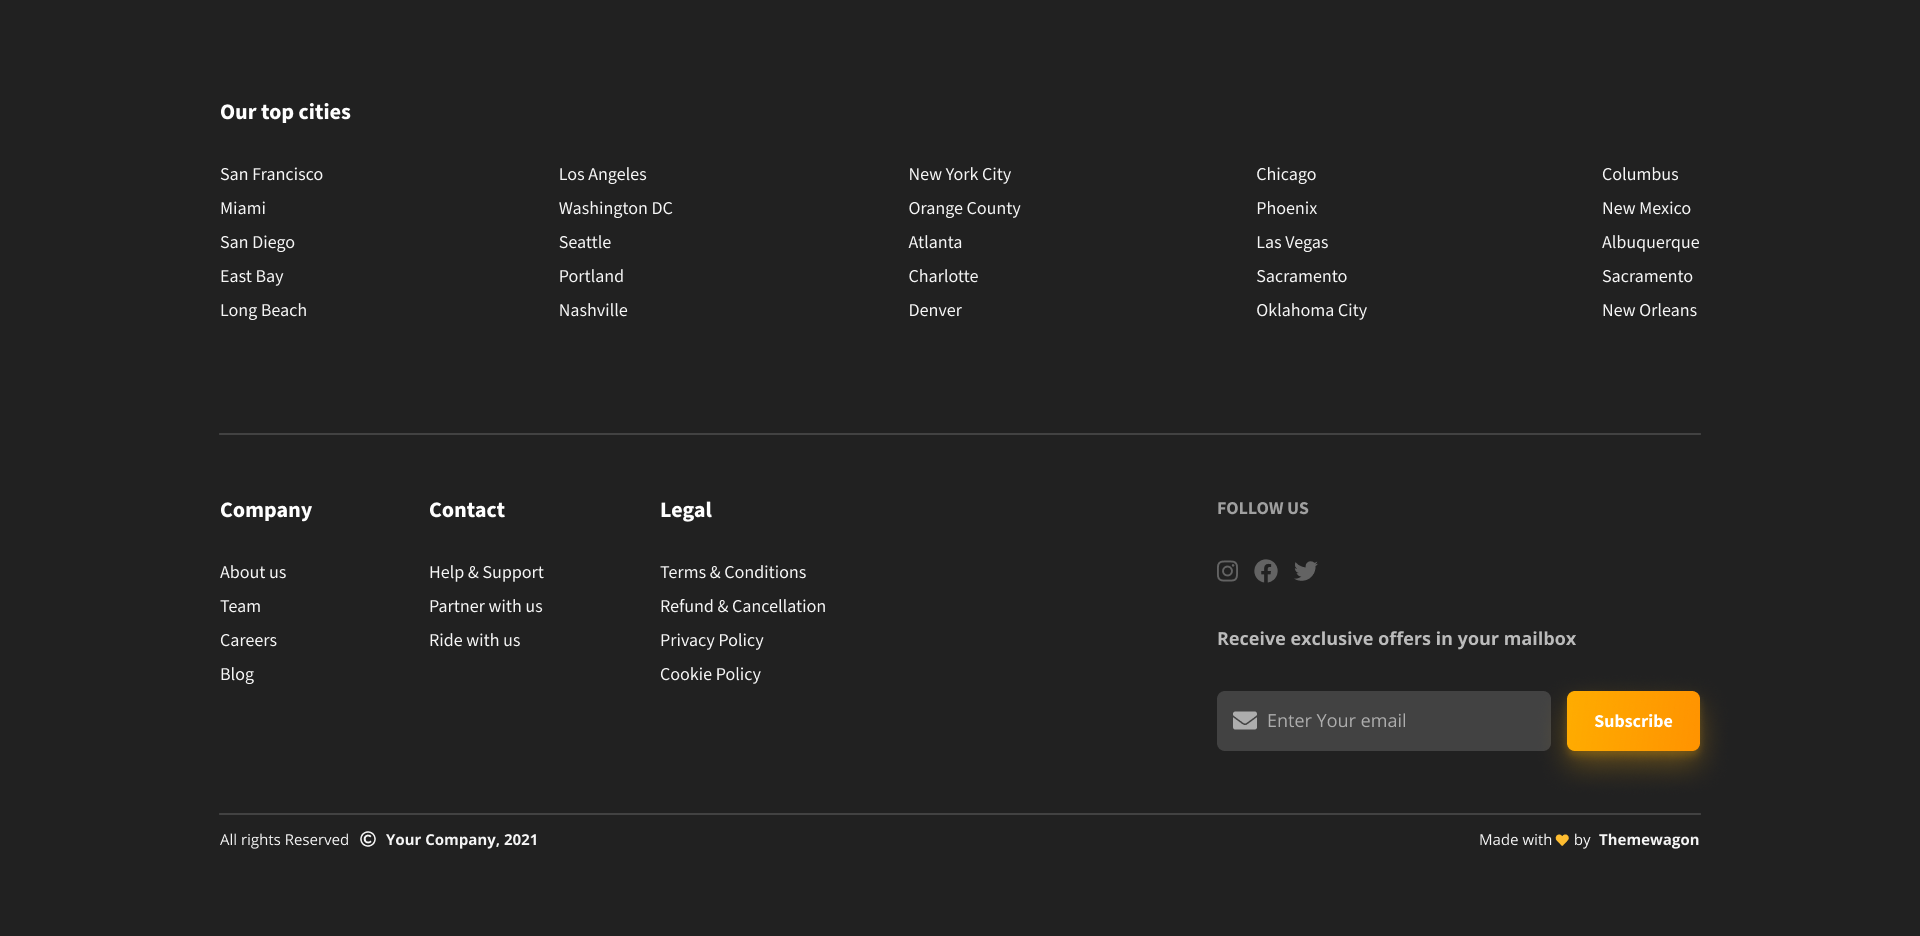 Our top cities
San Francisco
Miami
San Diego
East Bay
Long Beach
Los Angeles
Washington DC
Seattle
Portland
Nashville
New York City
Orange County
Atlanta
Charlotte
Denver
Chicago
Phoenix
Las Vegas
Sacramento
Oklahoma City
Columbus
New Mexico
Albuquerque
Sacramento
New Orleans
Company
About us
Team
Careers
Blog
Contact
Help & Support
Partner with us
Ride with us
Legal
Terms & Conditions
Refund & Cancellation
Privacy Policy
Cookie Policy
FOLLOW US
Receive exclusive offers in your mailbox
Enter Your email
Subscribe
All rights Reserved © Your Company, 2021
Made with 🧡 by Themewagon